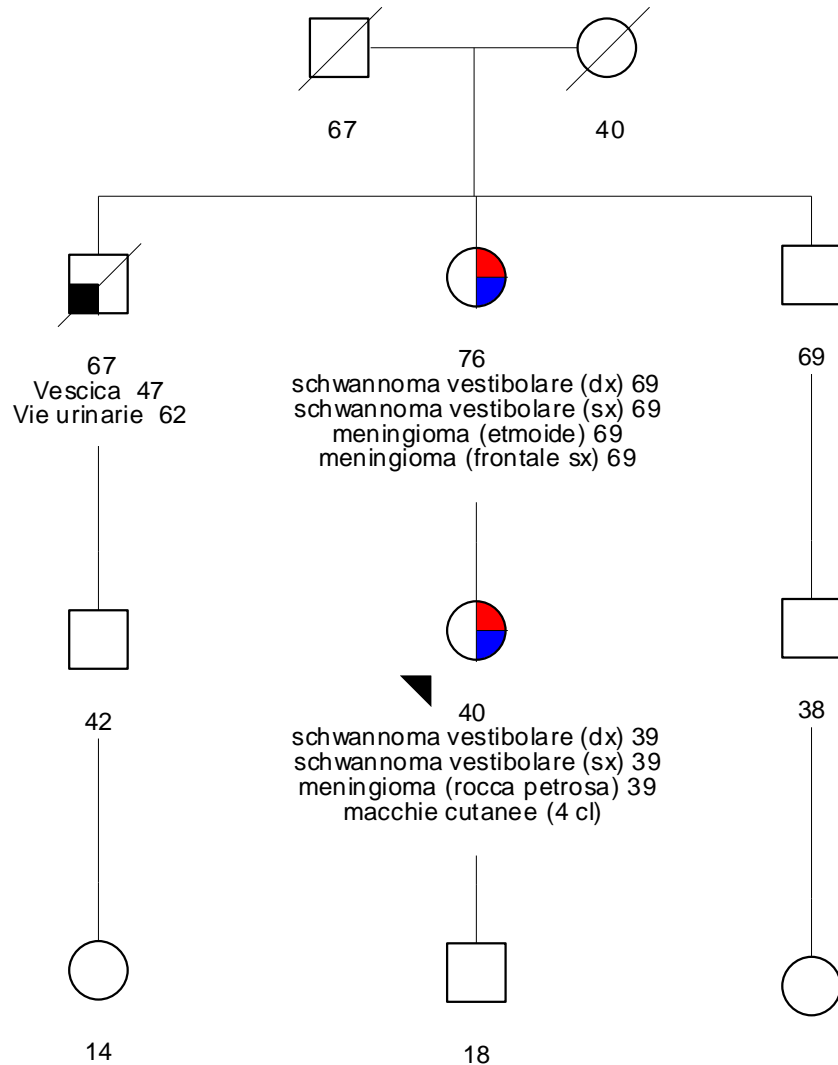 67
40
67
Vescica 47
Vie urinarie 62
76
schwannoma vestibolare (dx) 69
schwannoma vestibolare (sx) 69
meningioma (etmoide) 69
meningioma (frontale sx) 69
69
42
40
schwannoma vestibolare (dx) 39
schwannoma vestibolare (sx) 39
meningioma (rocca petrosa) 39
macchie cutanee (4 cl)
38
14
18